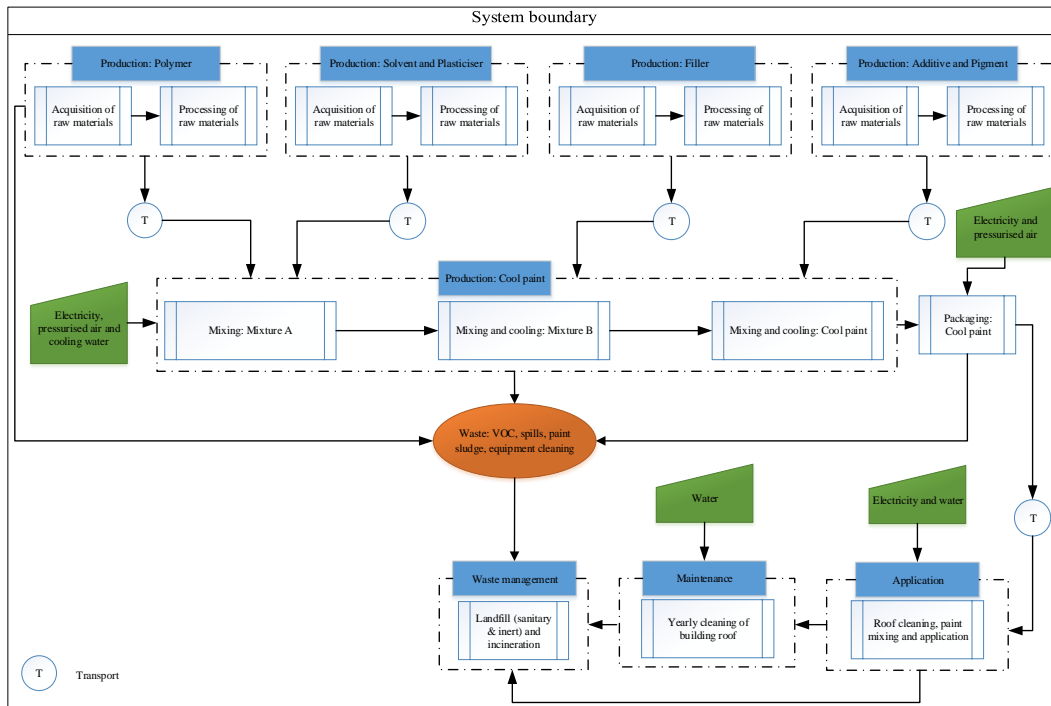 System boundary
Production: Polymer
Production: Solvent and Plasticiser
Production: Filler
Production: Additive and Pigment
Acquisition of
raw materials
Processing of
raw materials
Acquisition of
raw materials
Processing of
raw materials
Acquisition of
raw materials
Processing of
raw materials
Acquisition of
raw materials
Processing of
raw materials
T
T
T
T
Electricity and
pressurised air
Production: Cool paint
Electricity,
pressurised air and
cooling water
Mixing: Mixture A
Mixing and cooling: Mixture B
Mixing and cooling: Cool paint
Packaging:
Cool paint
Waste: VOC, spills, paint
sludge, equipment cleaning
Water
Electricity and water
T
Waste management
Maintenance
Application
Landfill (sanitary
& inert) and
incineration
Yearly cleaning of
building roof
Roof cleaning, paint
mixing and application
T
Transport